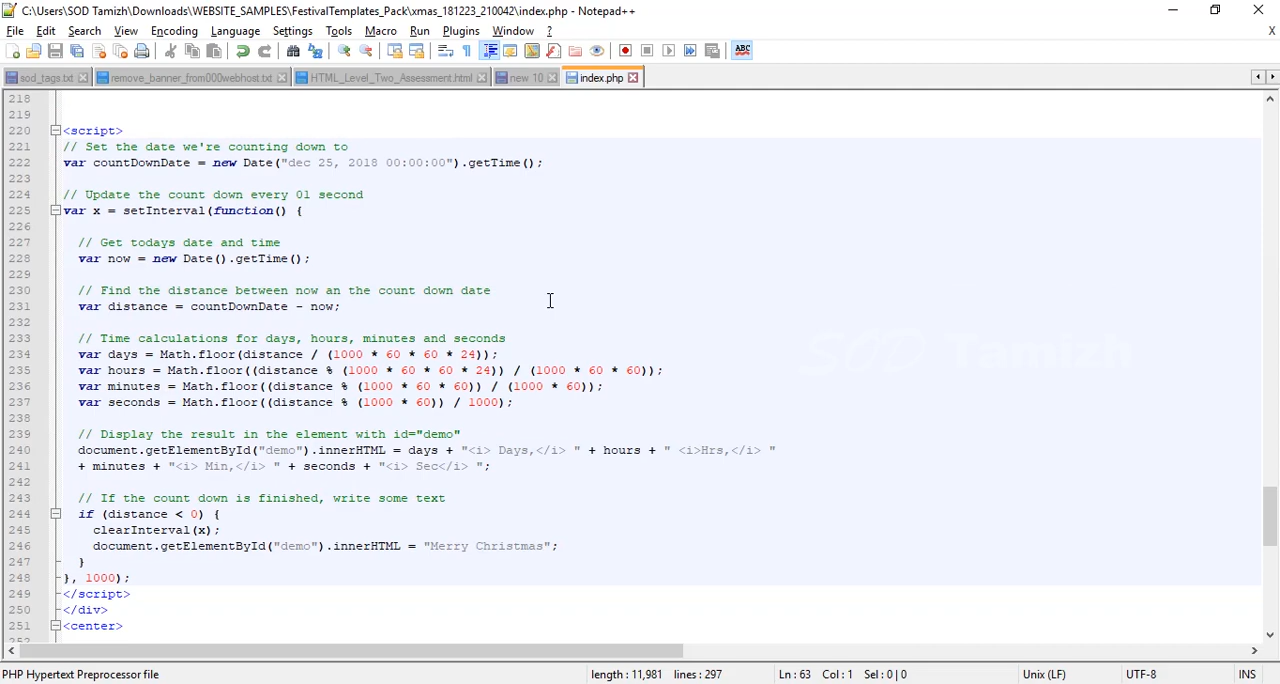 C:\Users\SOD Tamizh\Downloads\WEBSITE_SAMPLES\FestivalTemplates_Pack\xmas_181223_210042\index.php - Notepad++
File Edit Search View Encoding Language Settings Tools Macro Run Plugins Window ? X
ABC
sod_tags.txt remove_banner_from000webhost.txt HTML_Level_Two_Assessment.html new 10 index.php
218
219
220 <script>
221 // Set the date we're counting down to
222 var countDownDate = new Date("dec 25, 2018 00:00:00").getTime();
223
224 // Update the count down every 01 second
225 var x = setInterval(function() {
226
227 // Get todays date and time
228 var now = new Date().getTime();
229
230 // Find the distance between now an the count down date
231 var distance = countDownDate - now;
232
233 // Time calculations for days, hours, minutes and seconds
234 var days = Math.floor(distance / (1000 * 60 * 60 * 24));
235 var hours = Math.floor((distance % (1000 * 60 * 60 * 24)) / (1000 * 60 * 60));
236 var minutes = Math.floor((distance % (1000 * 60 * 60)) / (1000 * 60));
237 var seconds = Math.floor((distance % (1000 * 60)) / 1000);
238
239 // Display the result in the element with id="demo"
240 document.getElementById("demo").innerHTML = days + "<i> Days,</i> " + hours + " <i>Hrs,</i> "
241 + minutes + "<i> Min,</i> " + seconds + "<i> Sec</i> ";
242
243 // If the count down is finished, write some text
244 if (distance < 0) {
245 clearInterval(x);
246 document.getElementById("demo").innerHTML = "Merry Christmas";
247 }
248 }, 1000);
249 </script>
250 </div>
251 <center>
252
SOD Tamizh
PHP Hypertext Preprocessor file length : 11,981 lines : 297 Ln : 63 Col : 1 Sel : 0 | 0 Unix (LF) UTF-8 INS